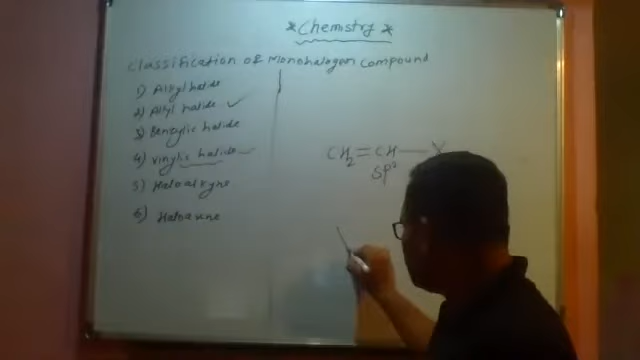 * Chemistry *
Classification of Monohalogen Compound
1) Alkyl halide
2) Allyl halide ✓
3) Benzylic halide
4) Vinylic halide
5) Haloalkyne
6) Haloarene
CH2=CH—X
SP2